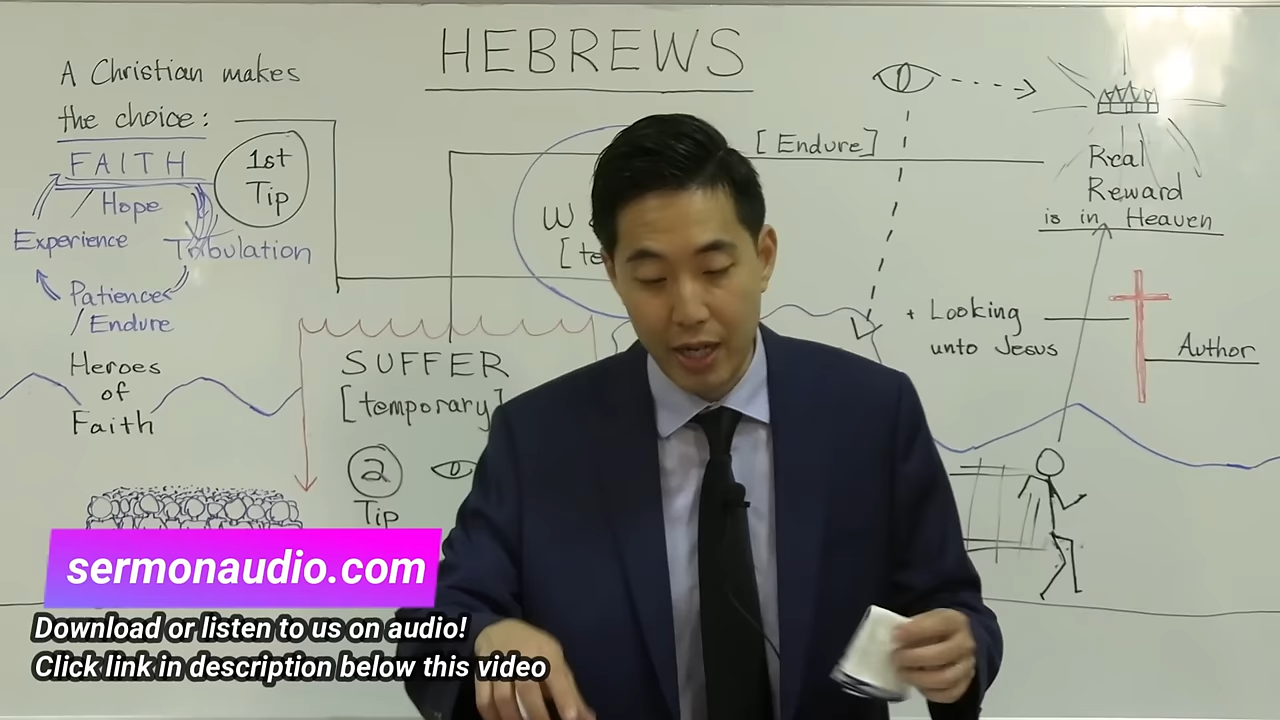 HEBREWS
A Christian makes
the choice:
FAITH
/ Hope
Experience
Tribulation
Patience
/ Endure
1st
Tip
Heroes
of
Faith
W
[te
[Endure]
SUFFER
[temporary]
2
Tip
Real
Reward
is in Heaven
+ Looking
unto Jesus
Author
sermonaudio.com
Download or listen to us on audio!
Click link in description below this video